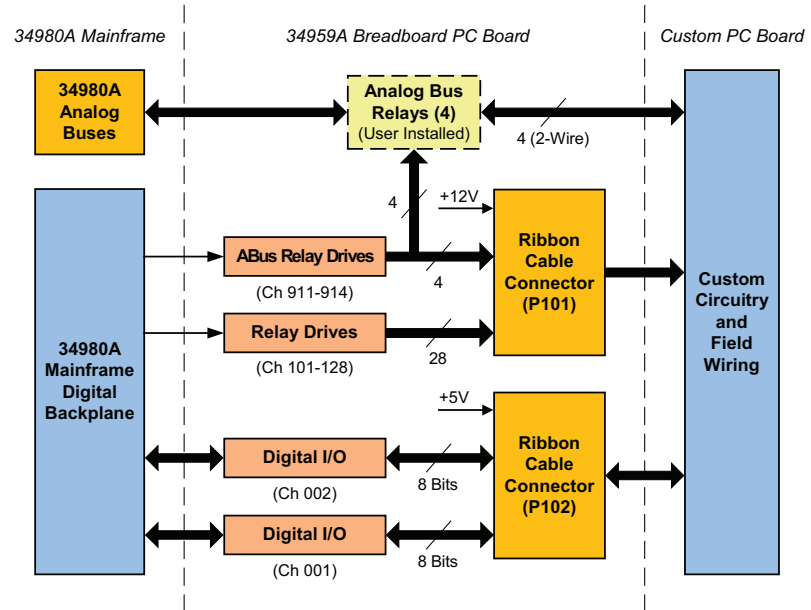 34980A Mainframe
34959A Breadboard PC Board
Custom PC Board
34980A
Analog
Buses
Analog Bus
Relays (4)
(User Installed)
4 (2-Wire)
4
+12V
ABus Relay Drives
(Ch 911-914)
4
Ribbon
Cable
Connector
(P101)
Relay Drives
(Ch 101-128)
28
34980A
Mainframe
Digital
Backplane
Custom
Circuitry
and
Field
Wiring
+5V
Digital I/O
(Ch 002)
8 Bits
Ribbon
Cable
Connector
(P102)
Digital I/O
(Ch 001)
8 Bits